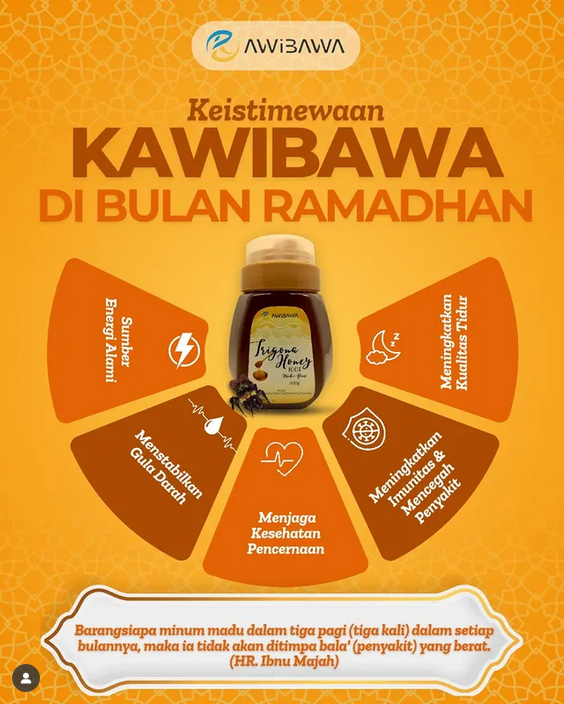 AWiBAWA
Keistimewaan
KAWIBAWA
DI BULAN RAMADHAN
AWiBAWA
Trigona
Honey
500g
Sumber
Energi Alami
Meningkatkan
Kualitas Tidur
z
z
z
Menstabilkan
Gula Darah
Meningkatkan
Imunitas &
Mencegah
Penyakit
Menjaga
Kesehatan
Pencernaan
Barangsiapa minum madu dalam tiga pagi (tiga kali) dalam setiap
bulannya, maka ia tidak akan ditimpa bala' (penyakit) yang berat.
(HR. Ibnu Majah)